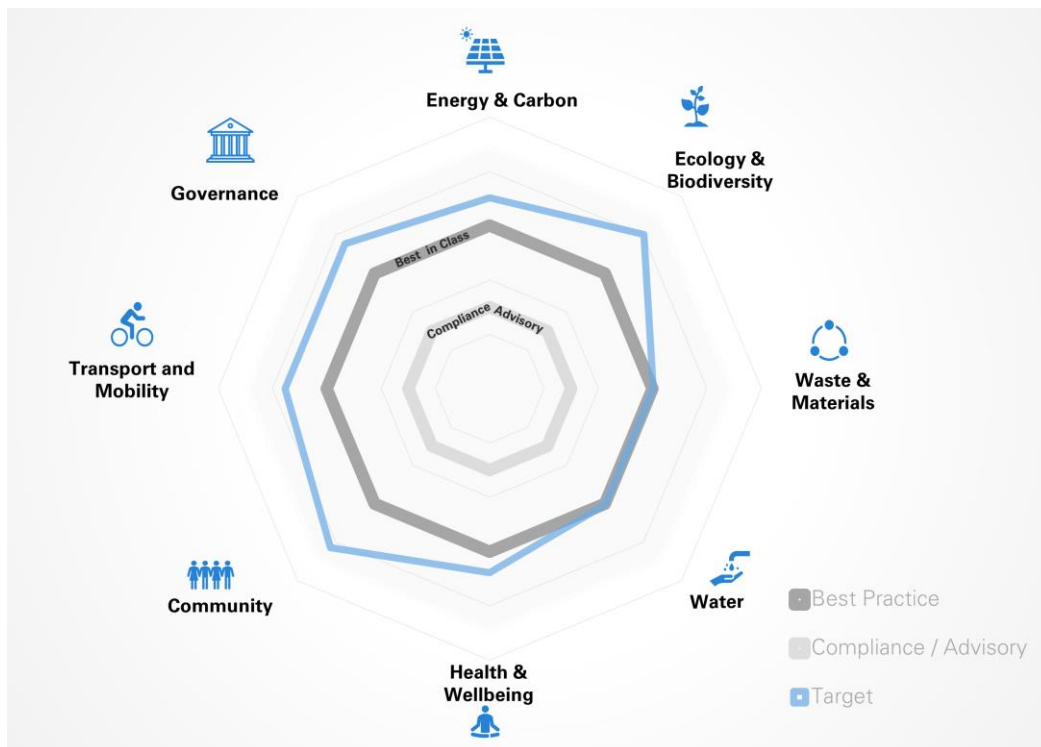 Energy & Carbon
Ecology &
Biodiversity
Governance
Best in Class
Compliance Advisory
Transport and
Mobility
Waste &
Materials
Community
Water
Best Practice
Compliance / Advisory
Health &
Wellbeing
Target